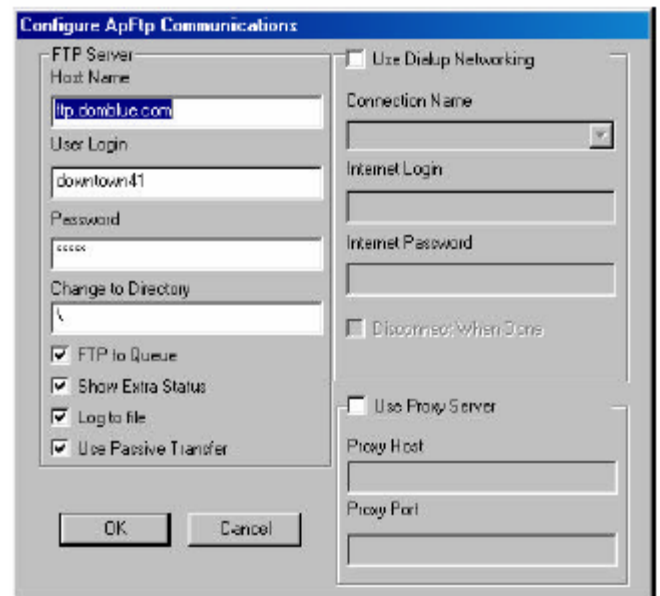 Configure ApFtp Communications
FTP Server
Host Name
ftp.domblue.com
User Login
downtown41
Password
*****
Change to Directory
\
FTP to Queue
Show Extra Status
Log to file
Use Passive Transfer
OK
Cancel
Use Dialup Networking
Connection Name
Internet Login
Internet Password
Disconnect When Done
Use Proxy Server
Proxy Host
Proxy Port